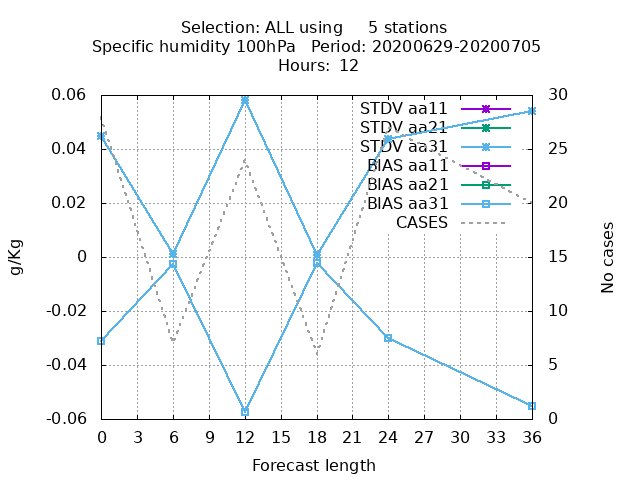 Selection: ALL using     5 stations
Specific humidity 100hPa   Period: 20200629-20200705
Hours:  12
0.06
0.04
0.02
0
-0.02
-0.04
-0.06
g/Kg
STDV aa11
STDV aa21
STDV aa31
BIAS aa11
BIAS aa21
BIAS aa31
CASES
30
25
20
15
10
5
0
No cases
0 3 6 9 12 15 18 21 24 27 30 33 36
Forecast length